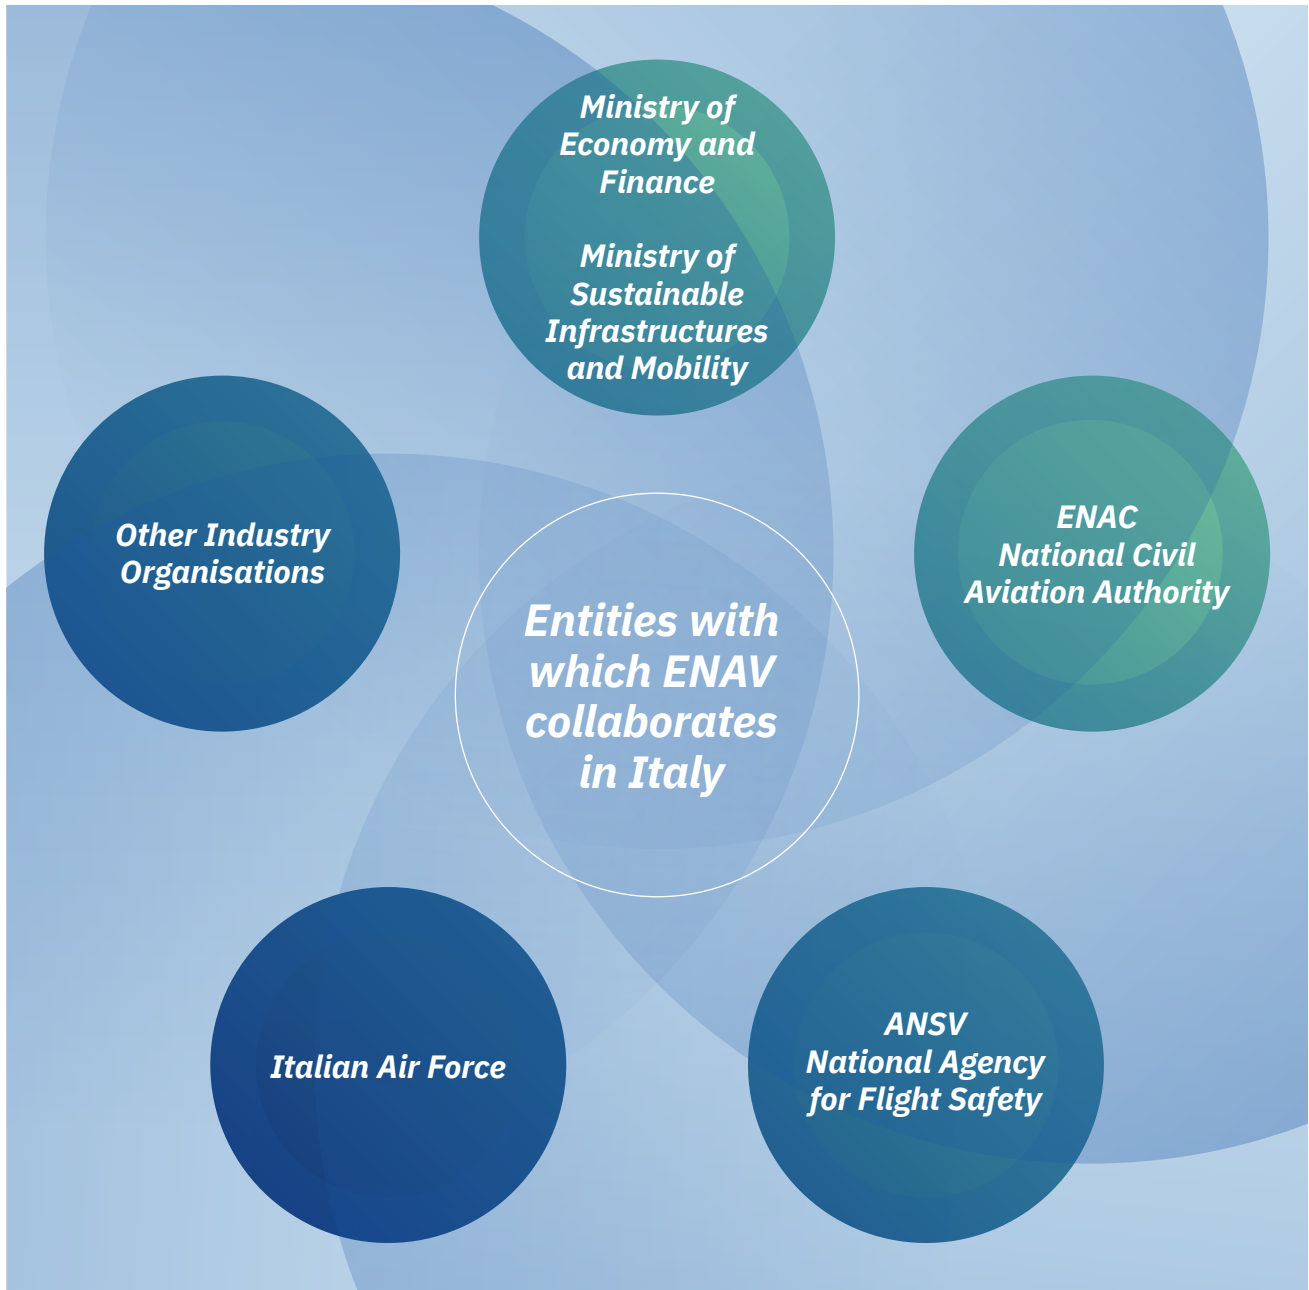 Ministry of
Economy and
Finance
Ministry of
Sustainable
Infrastructures
and Mobility
Other Industry
Organisations
ENAC
National Civil
Aviation Authority
Entities with
which ENAV
collaborates
in Italy
Italian Air Force
ANSV
National Agency
for Flight Safety